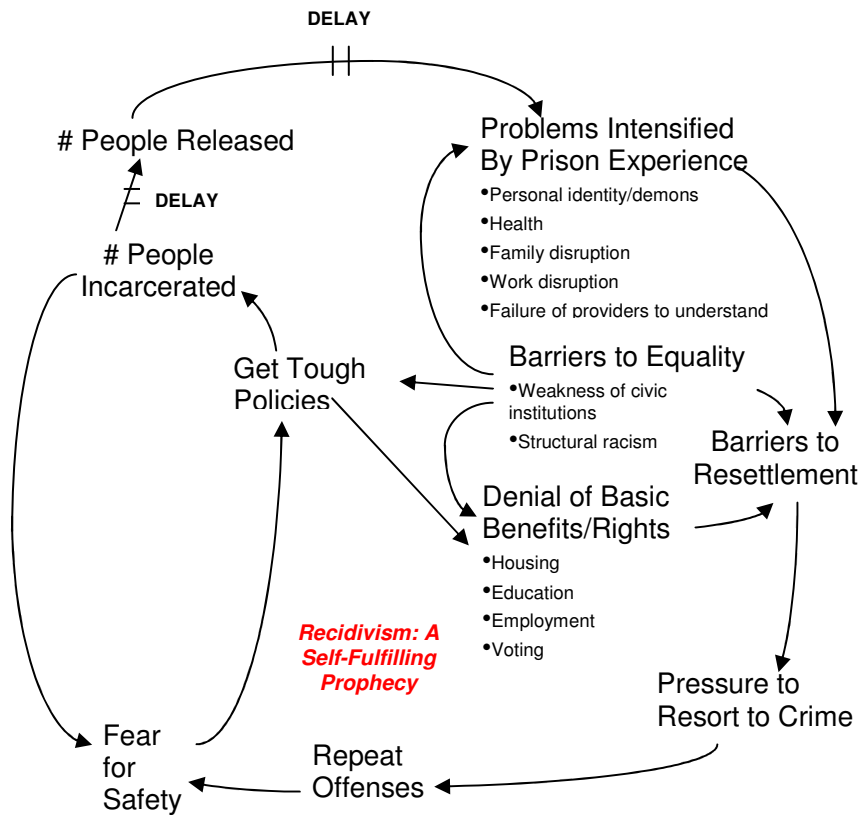 DELAY
# People Released
DELAY
# People
Incarcerated
Problems Intensified
By Prison Experience
•Personal identity/demons
•Health
•Family disruption
•Work disruption
•Failure of providers to understand
Get Tough
Policies
Barriers to Equality
•Weakness of civic
institutions
•Structural racism
Barriers to
Resettlement
Denial of Basic
Benefits/Rights
•Housing
•Education
•Employment
•Voting
Recidivism: A
Self-Fulfilling
Prophecy
Pressure to
Resort to Crime
Repeat
Offenses
Fear
for
Safety